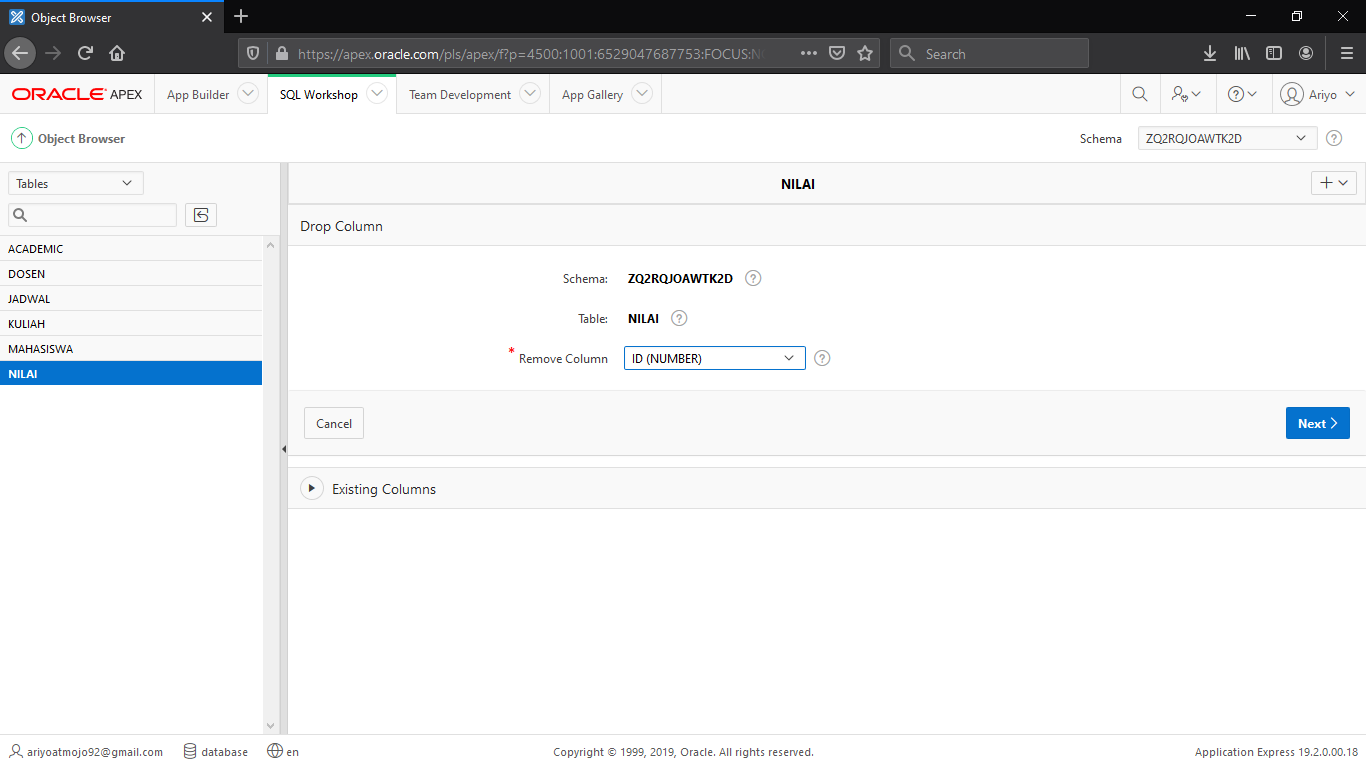 Object Browser
https://apex.oracle.com/pls/apex/f?p=4500:1001:6529047687753:FOCUS:N
Search
ORACLE APEX
App Builder
SQL Workshop
Team Development
App Gallery
Ariyo
Object Browser
Schema
ZQ2RQJOAWTK2D
Tables
ACADEMIC
DOSEN
JADWAL
KULIAH
MAHASISWA
NILAI
NILAI
Drop Column
Schema: ZQ2RQJOAWTK2D
Table: NILAI
* Remove Column ID (NUMBER)
Cancel
Next
Existing Columns
ariyoatmojo92@gmail.com database en
Copyright © 1999, 2019, Oracle. All rights reserved.
Application Express 19.2.0.00.18